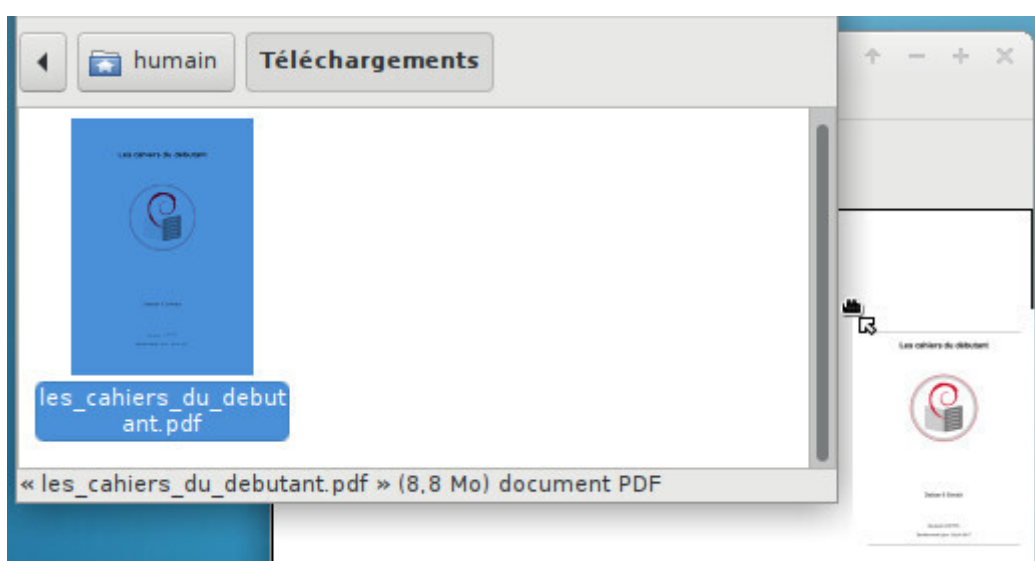 humain
Téléchargements
Les cahiers du débutant
les_cahiers_du_debut
ant.pdf
« les_cahiers_du_debutant.pdf » (8,8 Mo) document PDF
Les cahiers du débutant